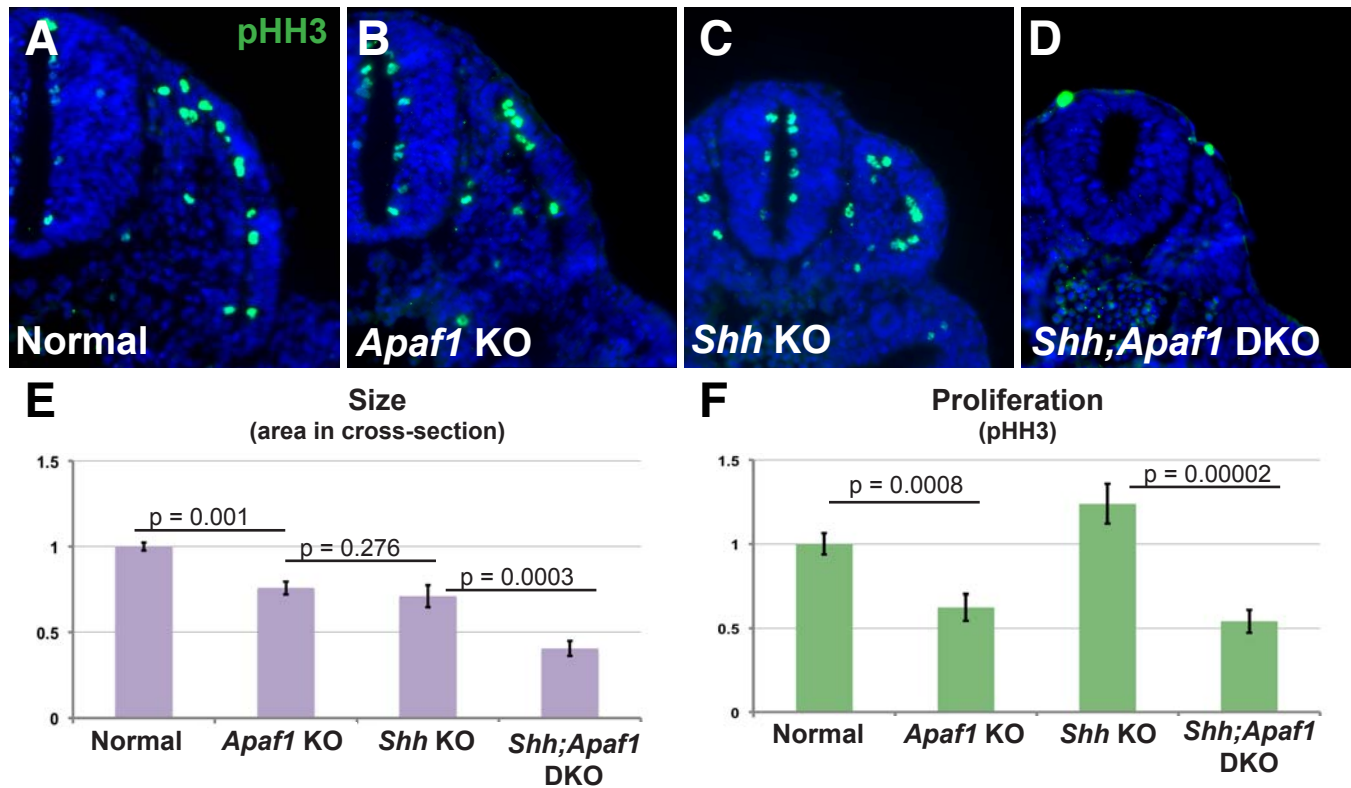 A
pHH3
B
C
D
Normal
Apaf1 KO
Shh KO
Shh;Apaf1 DKO
E
Size
(area in cross-section)
1.5
1
0.5
0
p = 0.001
p = 0.276
p = 0.0003
Normal
Apaf1 KO
Shh KO
Shh;Apaf1
DKO
F
Proliferation
(pHH3)
1.5
1
0.5
0
p = 0.0008
p = 0.00002
Normal
Apaf1 KO
Shh KO
Shh;Apaf1
DKO